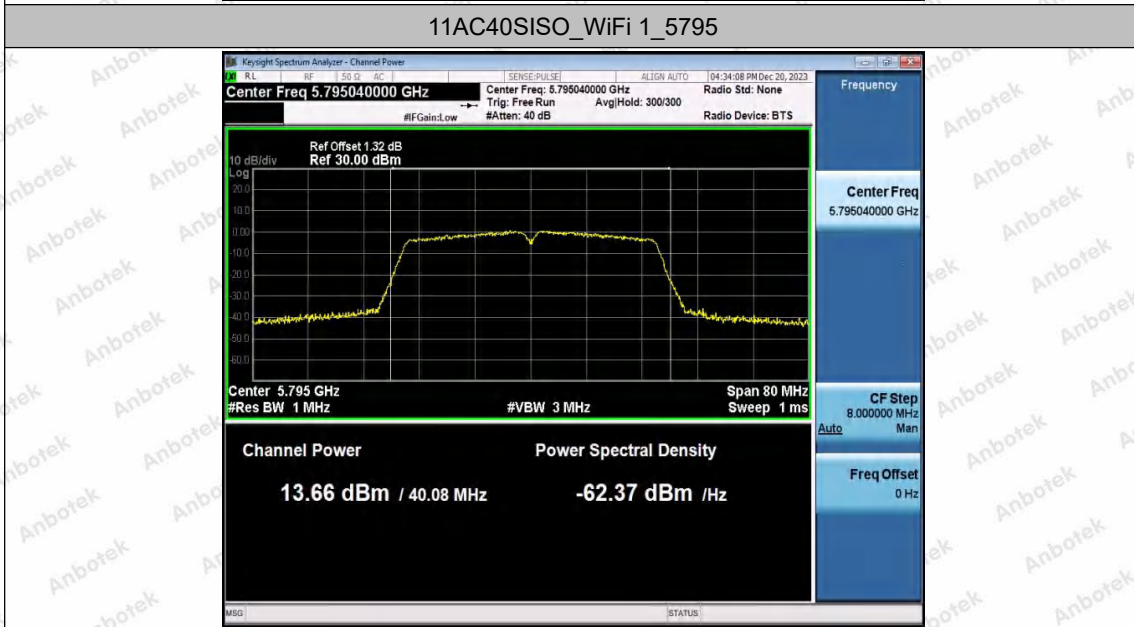 11AC40SISO_WiFi 1_5795
Keysight Spectrum Analyzer - Channel Power
RL RF 50 Ω AC SENSE:PULSE ALIGN AUTO 04:34:08 PM Dec 20, 2023
Center Freq 5.795040000 GHz
Center Freq: 5.795040000 GHz
Radio Std: None
Trig: Free Run Avg|Hold: 300/300
#IFGain:Low #Atten: 40 dB
Radio Device: BTS
Frequency
Ref Offset 1.32 dB
10 dB/div Ref 30.00 dBm
Log
20.0
10.0
0.00
-10.0
-20.0
-30.0
-40.0
-50.0
-60.0
Center Freq
5.795040000 GHz
Center 5.795 GHz Span 80 MHz
#Res BW 1 MHz #VBW 3 MHz Sweep 1 ms
CF Step
8.000000 MHz
Auto Man
Channel Power Power Spectral Density
13.66 dBm / 40.08 MHz -62.37 dBm /Hz
Freq Offset
0 Hz
MSG STATUS
Anbotek